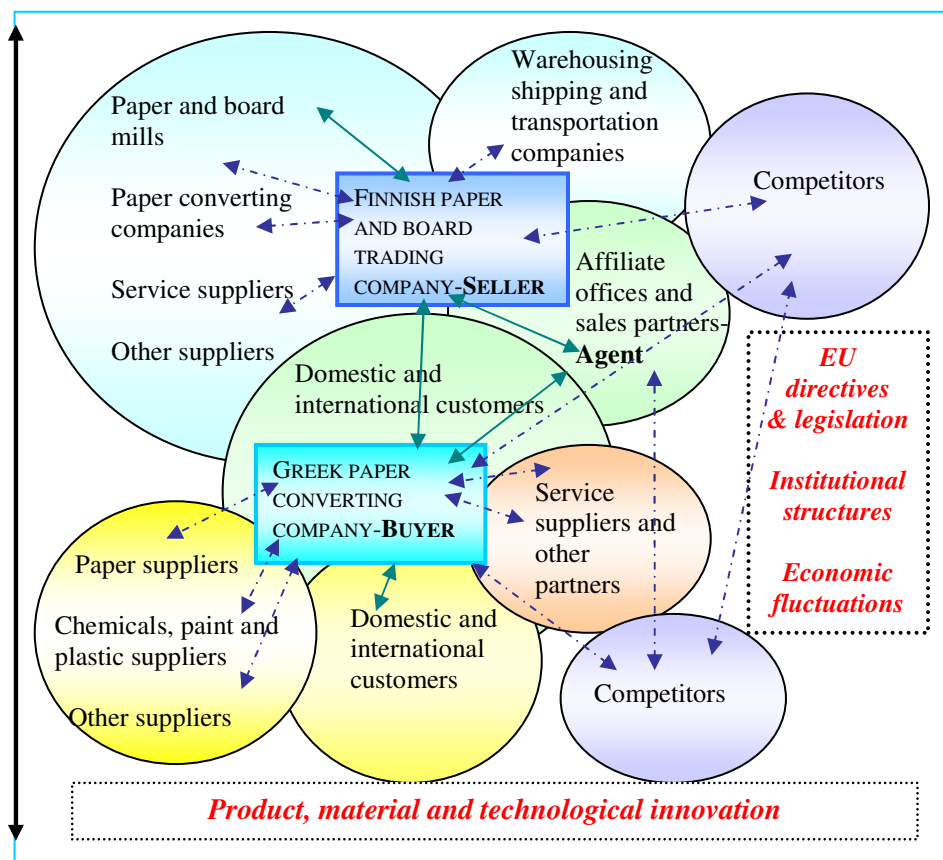 Paper and board
mills
Paper converting
companies
Service suppliers
Other suppliers
Warehousing
shipping and
transportation
companies
Competitors
FINNISH PAPER
AND BOARD
TRADING
COMPANY-SELLER
Affiliate
offices and
sales partners-
Agent
EU
directives
& legislation
Institutional
structures
Economic
fluctuations
Domestic and
international customers
GREEK PAPER
CONVERTING
COMPANY-BUYER
Service
suppliers and
other
partners
Paper suppliers
Chemicals, paint and
plastic suppliers
Other suppliers
Domestic and
international
customers
Competitors
Product, material and technological innovation